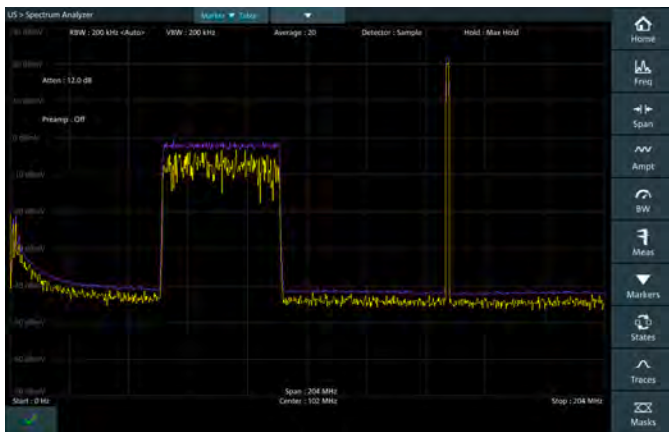 US > Spectrum Analyzer
Marker
RBW : 200 kHz <Auto>
VBW : 200 kHz
Average : 20
Detector : Sample
Hold : Max Hold
Atten : 12.0 dB
Preamp : Off
Span : 204 MHz
Start : 0 Hz
Center : 102 MHz
Stop : 204 MHz
Home
Freq
Span
Ampt
BW
Meas
Markers
States
Traces
Masks